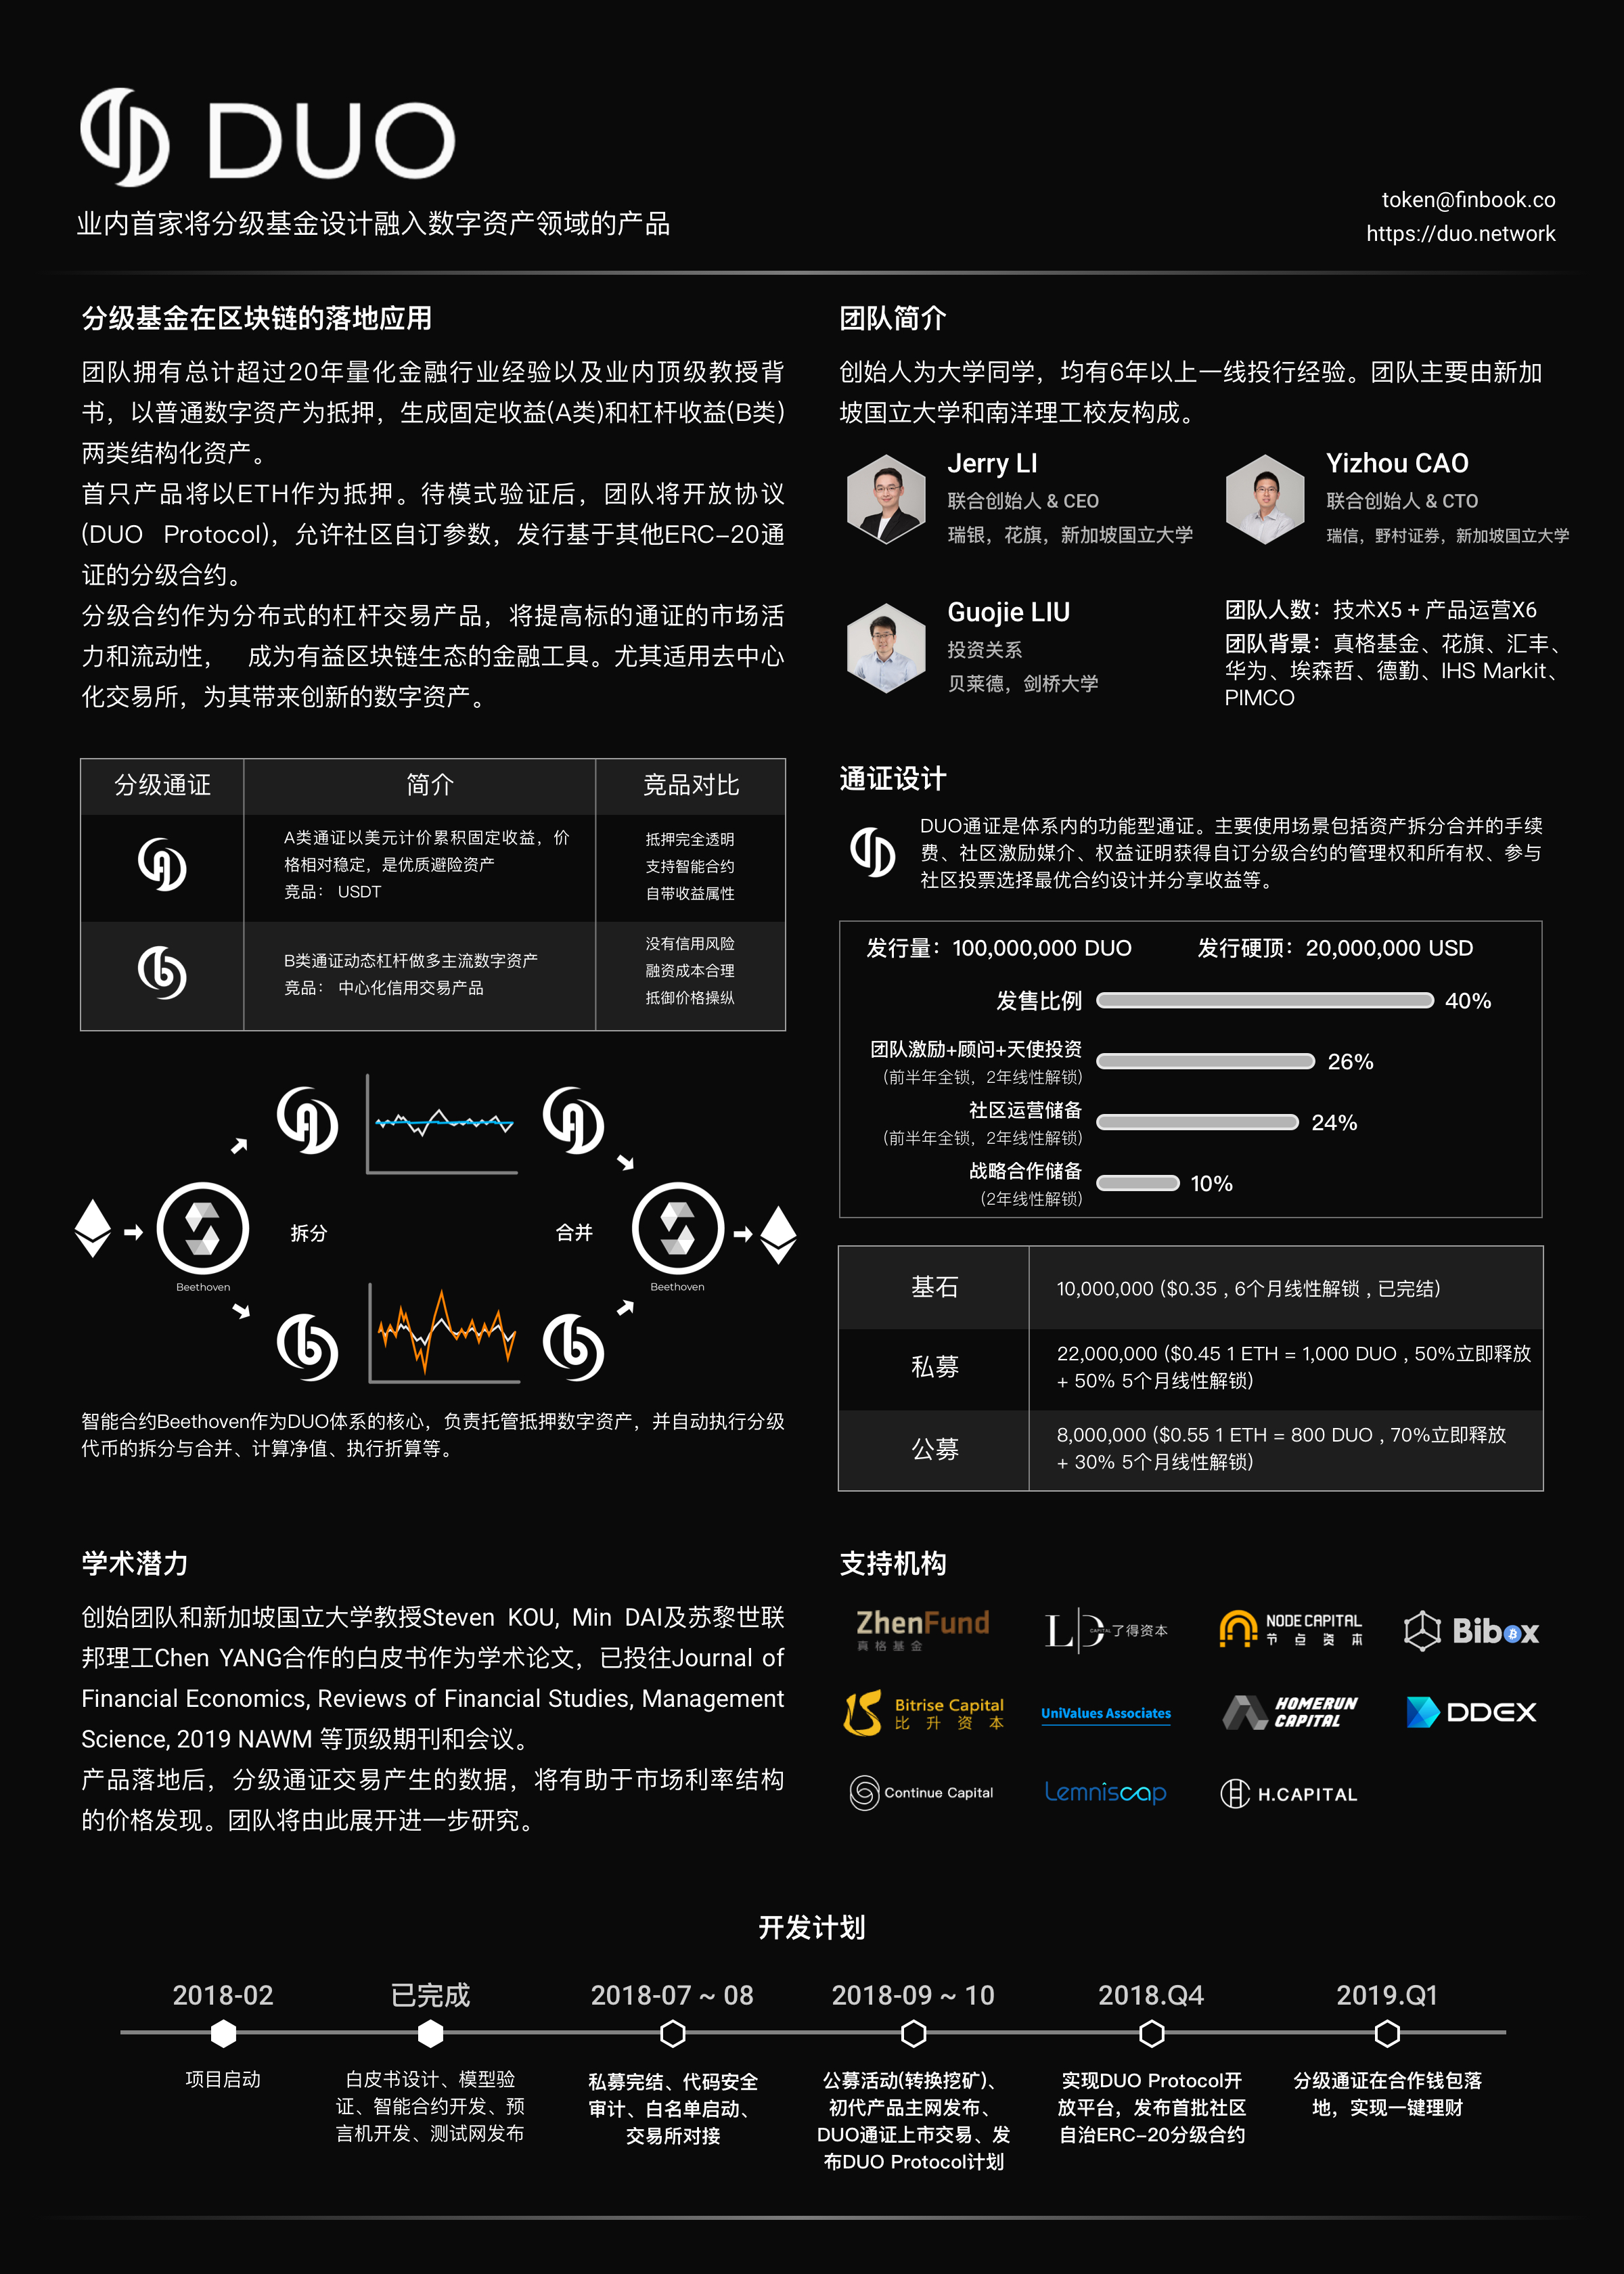 DUO
业内首家将分级基金设计融入数字资产领域的产品
token@finbook.co
https://duo.network
分级基金在区块链的落地应用
团队拥有总计超过20年量化金融行业经验以及业内顶级教授背
书，以普通数字资产为抵押，生成固定收益(A类)和杠杆收益(B类)
两类结构化资产。
首只产品将以ETH作为抵押。待模式验证后，团队将开放协议
(DUO Protocol)，允许社区自订参数，发行基于其他ERC-20通
证的分级合约。
分级合约作为分布式的杠杆交易产品，将提高标的通证的市场活
力和流动性， 成为有益区块链生态的金融工具。尤其适用去中心
化交易所，为其带来创新的数字资产。
分级通证
简介
竞品对比
A类通证以美元计价累积固定收益，价
格相对稳定，是优质避险资产
竞品： USDT
抵押完全透明
支持智能合约
自带收益属性
B类通证动态杠杆做多主流数字资产
竞品： 中心化信用交易产品
没有信用风险
融资成本合理
抵御价格操纵
拆分
合并
Beethoven
Beethoven
智能合约Beethoven作为DUO体系的核心，负责托管抵押数字资产，并自动执行分级
代币的拆分与合并、计算净值、执行折算等。
学术潜力
创始团队和新加坡国立大学教授Steven KOU, Min DAI及苏黎世联
邦理工Chen YANG合作的白皮书作为学术论文，已投往Journal of
Financial Economics, Reviews of Financial Studies, Management
Science, 2019 NAWM 等顶级期刊和会议。
产品落地后，分级通证交易产生的数据，将有助于市场利率结构
的价格发现。团队将由此展开进一步研究。
团队简介
创始人为大学同学，均有6年以上一线投行经验。团队主要由新加
坡国立大学和南洋理工校友构成。
Jerry LI
联合创始人 & CEO
瑞银，花旗，新加坡国立大学
Yizhou CAO
联合创始人 & CTO
瑞信，野村证券，新加坡国立大学
Guojie LIU
投资关系
贝莱德，剑桥大学
团队人数：技术X5 + 产品运营X6
团队背景：真格基金、花旗、汇丰、
华为、埃森哲、德勤、IHS Markit、
PIMCO
通证设计
DUO通证是体系内的功能型通证。主要使用场景包括资产拆分合并的手续
费、社区激励媒介、权益证明获得自订分级合约的管理权和所有权、参与
社区投票选择最优合约设计并分享收益等。
发行量：100,000,000 DUO
发行硬顶：20,000,000 USD
发售比例
40%
团队激励+顾问+天使投资
(前半年全锁，2年线性解锁)
26%
社区运营储备
(前半年全锁，2年线性解锁)
24%
战略合作储备
(2年线性解锁)
10%
基石
10,000,000 ($0.35 , 6个月线性解锁 , 已完结)
私募
22,000,000 ($0.45 1 ETH = 1,000 DUO , 50%立即释放
+ 50% 5个月线性解锁)
公募
8,000,000 ($0.55 1 ETH = 800 DUO , 70%立即释放
+ 30% 5个月线性解锁)
支持机构
ZhenFund
真格基金
LD CAPITAL 了得资本
NODE CAPITAL
节点资本
Bibox
Bitrise Capital
比升资本
UniValues Associates
HOMERUN
CAPITAL
DDEX
Continue Capital
Lemniscap
H.CAPITAL
开发计划
2018-02
已完成
2018-07 ~ 08
2018-09 ~ 10
2018.Q4
2019.Q1
项目启动
白皮书设计、模型验
证、智能合约开发、预
言机开发、测试网发布
私募完结、代码安全
审计、白名单启动、
交易所对接
公募活动(转换挖矿)、
初代产品主网发布、
DUO通证上市交易、发
布DUO Protocol计划
实现DUO Protocol开
放平台，发布首批社区
自治ERC-20分级合约
分级通证在合作钱包落
地，实现一键理财